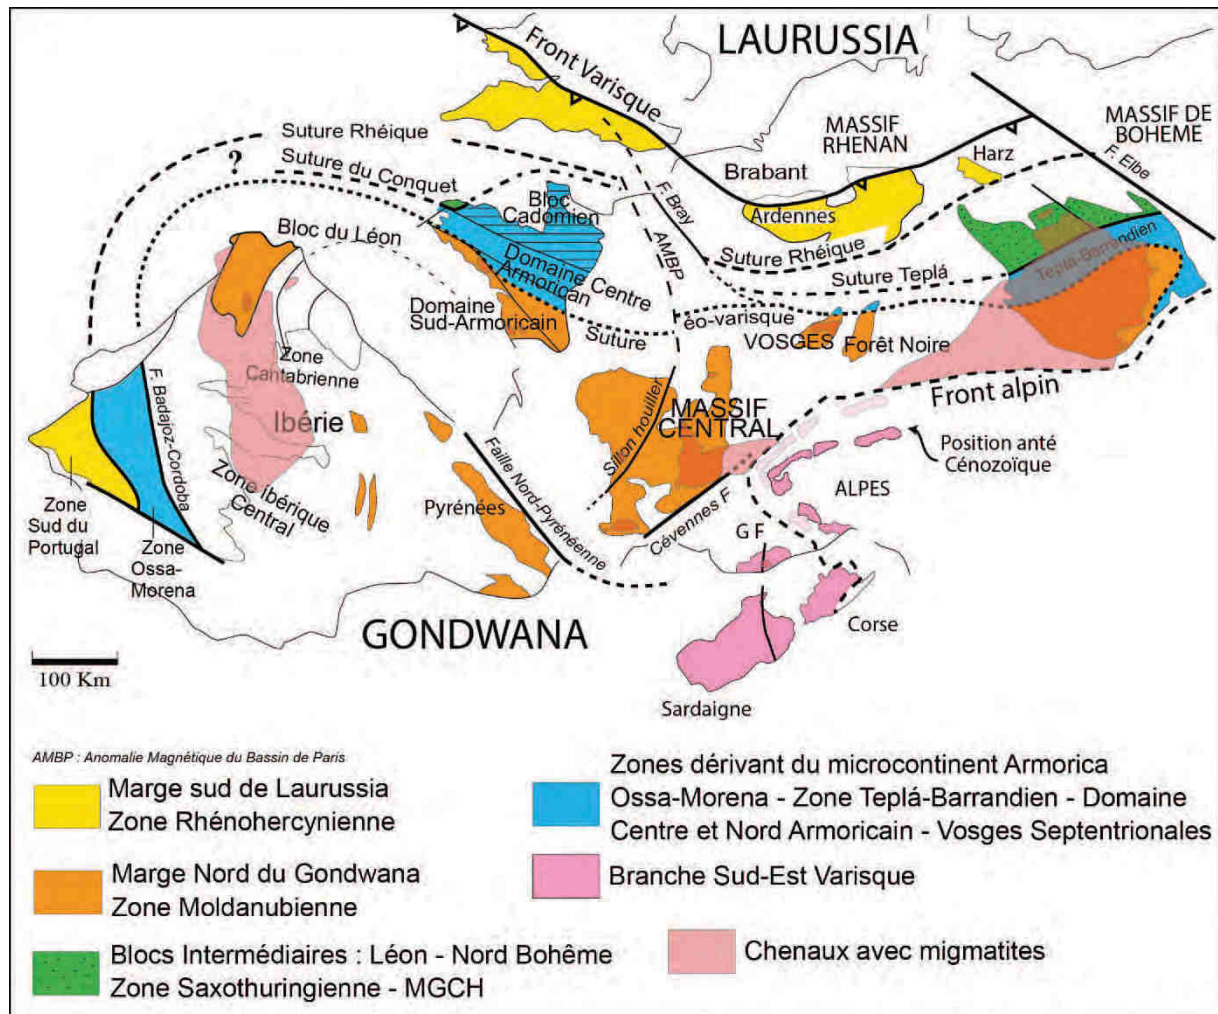 LAURUSSIA
Front Varisque
MASSIF DE
BOHEME
MASSIF
RHENAN
Harz
F. Elbe
Suture Rhéique
?
Suture du Conquet
Brabant
Bloc
Cadomien
F. Bray
Ardennes
Bloc du Léon
AMBP
Suture Rhéique
Teplá-Barrandien
Domaine Centre
Armorican
Suture Teplá
Domaine
Sud-Armoricain
Suture
éo-varisque
VOSGES
Forêt Noire
Zone
Cantabrienne
F. Badajoz-Cordoba
Sillon houiller
MASSIF
CENTRAL
Front alpin
Ibérie
Position anté
Cénozoïque
Zone Ibérique
Central
Faille Nord-Pyrénéenne
Pyrénées
Cévennes F
ALPES
Zone
Sud du
Portugal
Zone
Ossa-
Morena
G F
GONDWANA
Corse
100 Km
Sardaigne
AMBP : Anomalie Magnétique du Bassin de Paris
Marge sud de Laurussia
Zone Rhénohercynienne
Marge Nord du Gondwana
Zone Moldanubienne
Blocs Intermédiaires : Léon - Nord Bohême
Zone Saxothuringienne - MGCH
Zones dérivant du microcontinent Armorica
Ossa-Morena - Zone Teplá-Barrandien - Domaine
Centre et Nord Armoricain - Vosges Septentrionales
Branche Sud-Est Varisque
Chenaux avec migmatites